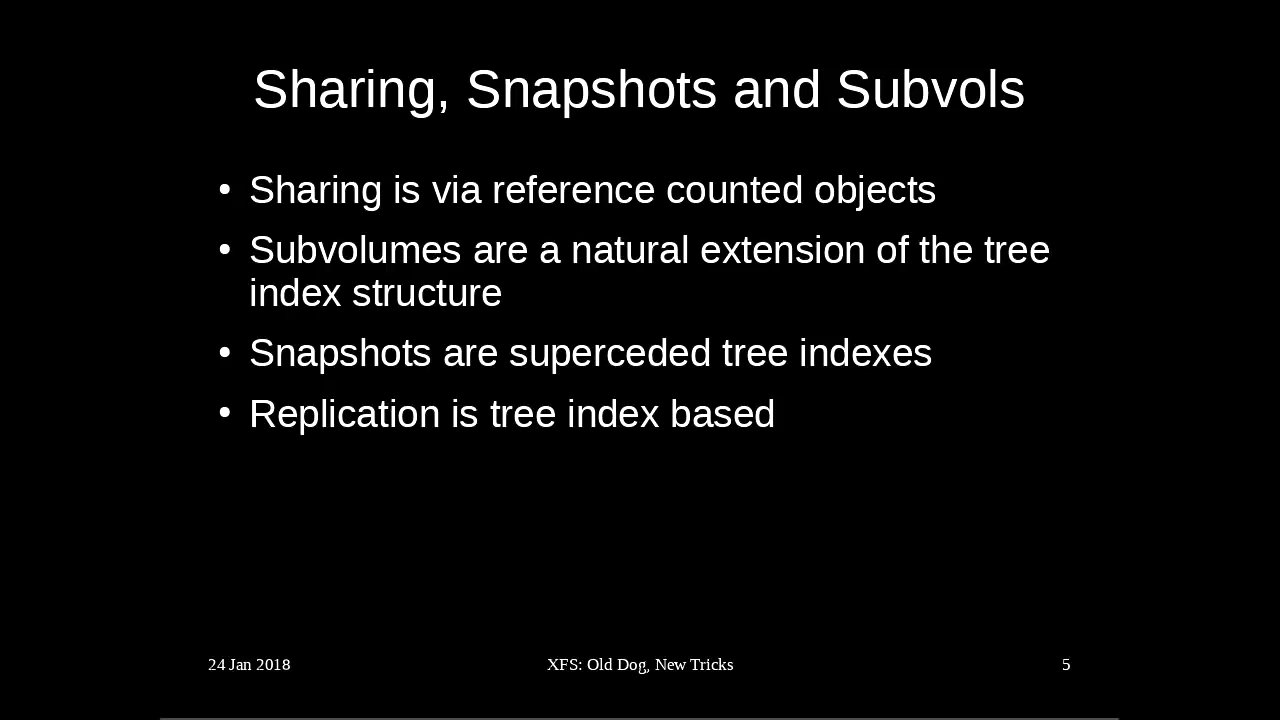 Sharing, Snapshots and Subvols
• Sharing is via reference counted objects
• Subvolumes are a natural extension of the tree
index structure
• Snapshots are superceded tree indexes
• Replication is tree index based
24 Jan 2018
XFS: Old Dog, New Tricks
5